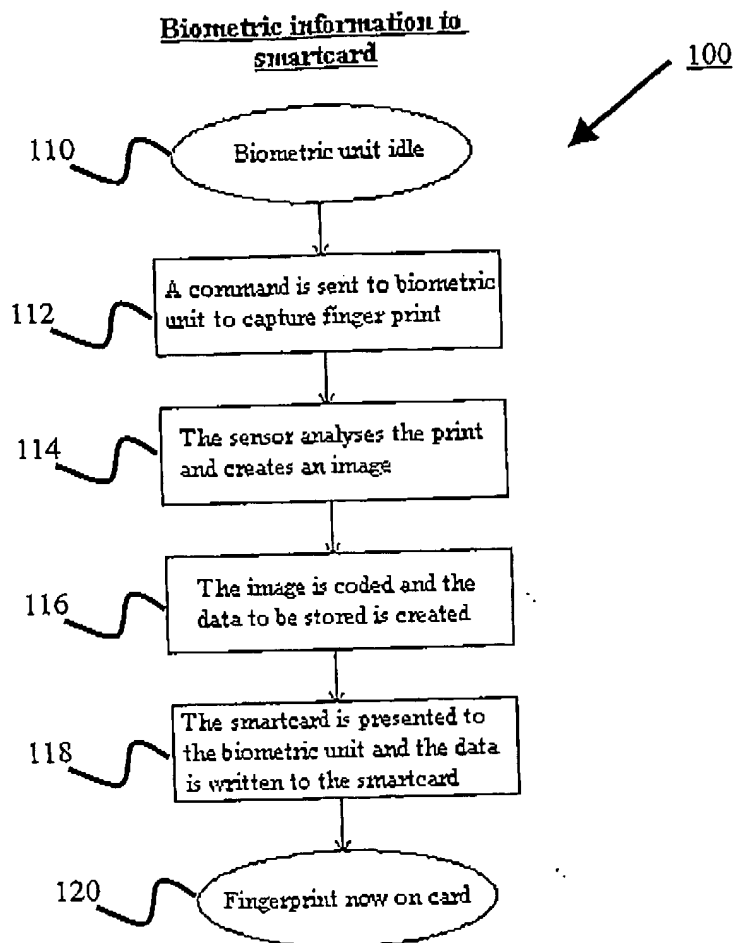 Biometric information to
smartcard
100
110
Biometric unit idle
112
A command is sent to biometric
unit to capture finger print
114
The sensor analyses the print
and creates an image
116
The image is coded and the
data to be stored is created
118
The smartcard is presented to
the biometric unit and the data
is written to the smartcard
120
Fingerprint now on card